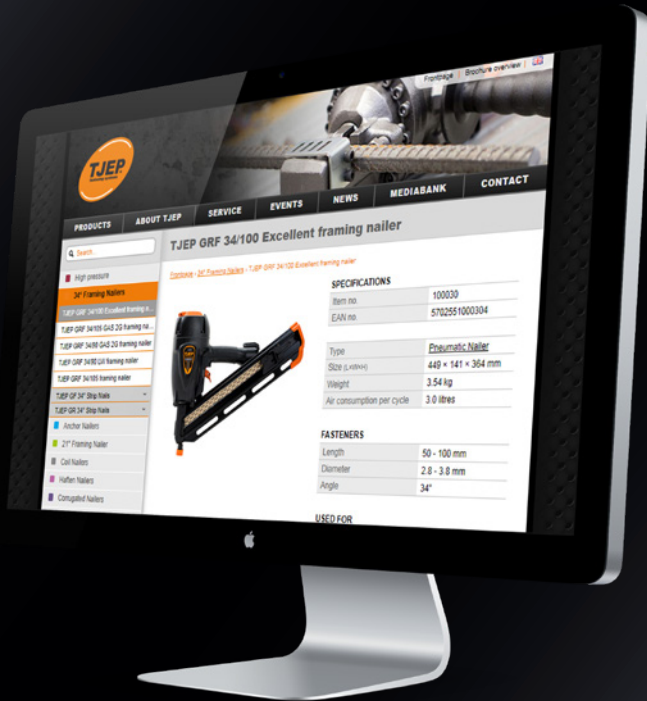 Frontpage | Brochure overview |
TJEP
PRODUCTS
ABOUT TJEP
SERVICE
EVENTS
NEWS
MEDIABANK
CONTACT
Search
High pressure
34° Framing Nailers
TJEP GRF 34/100 Excellent framing n...
TJEP GRF 34/105 GAS 2G framing na...
TJEP GRF 34/90 GAS 2G framing nailer
TJEP GRF 34/105 framing nailer
TJEP GF 34° Strip Nails
TJEP GR 34° Strip Nails
Anchor Nailers
21° Framing Nailer
Coil Nailers
Haften Nailers
Corrugated Nailers
TJEP GRF 34/100 Excellent framing nailer
Frontpage - 34° Framing Nailers - TJEP GRF 34/100 Excellent framing nailer
SPECIFICATIONS
Item no. 100030
EAN no. 5702551000304
Type Pneumatic Nailer
Size (LxWxH) 449 × 141 × 364 mm
Weight 3.54 kg
Air consumption per cycle 3.0 litres
FASTENERS
Length 50 - 100 mm
Diameter 2.8 - 3.8 mm
Angle 34°
USED FOR